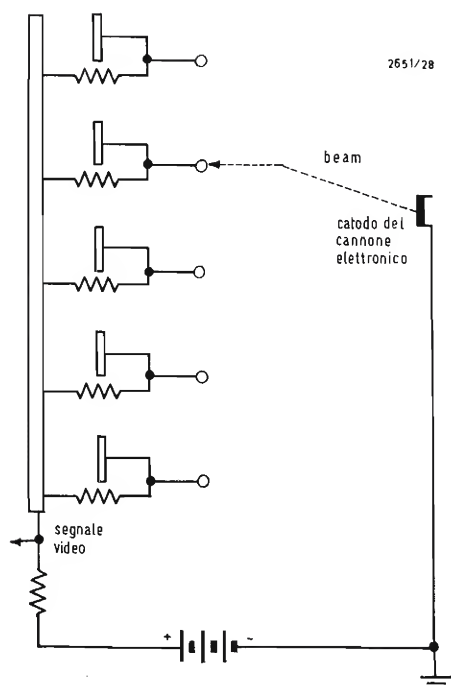 2651/28
beam
catodo del
cannone
elettronico
segnale
video
+ -